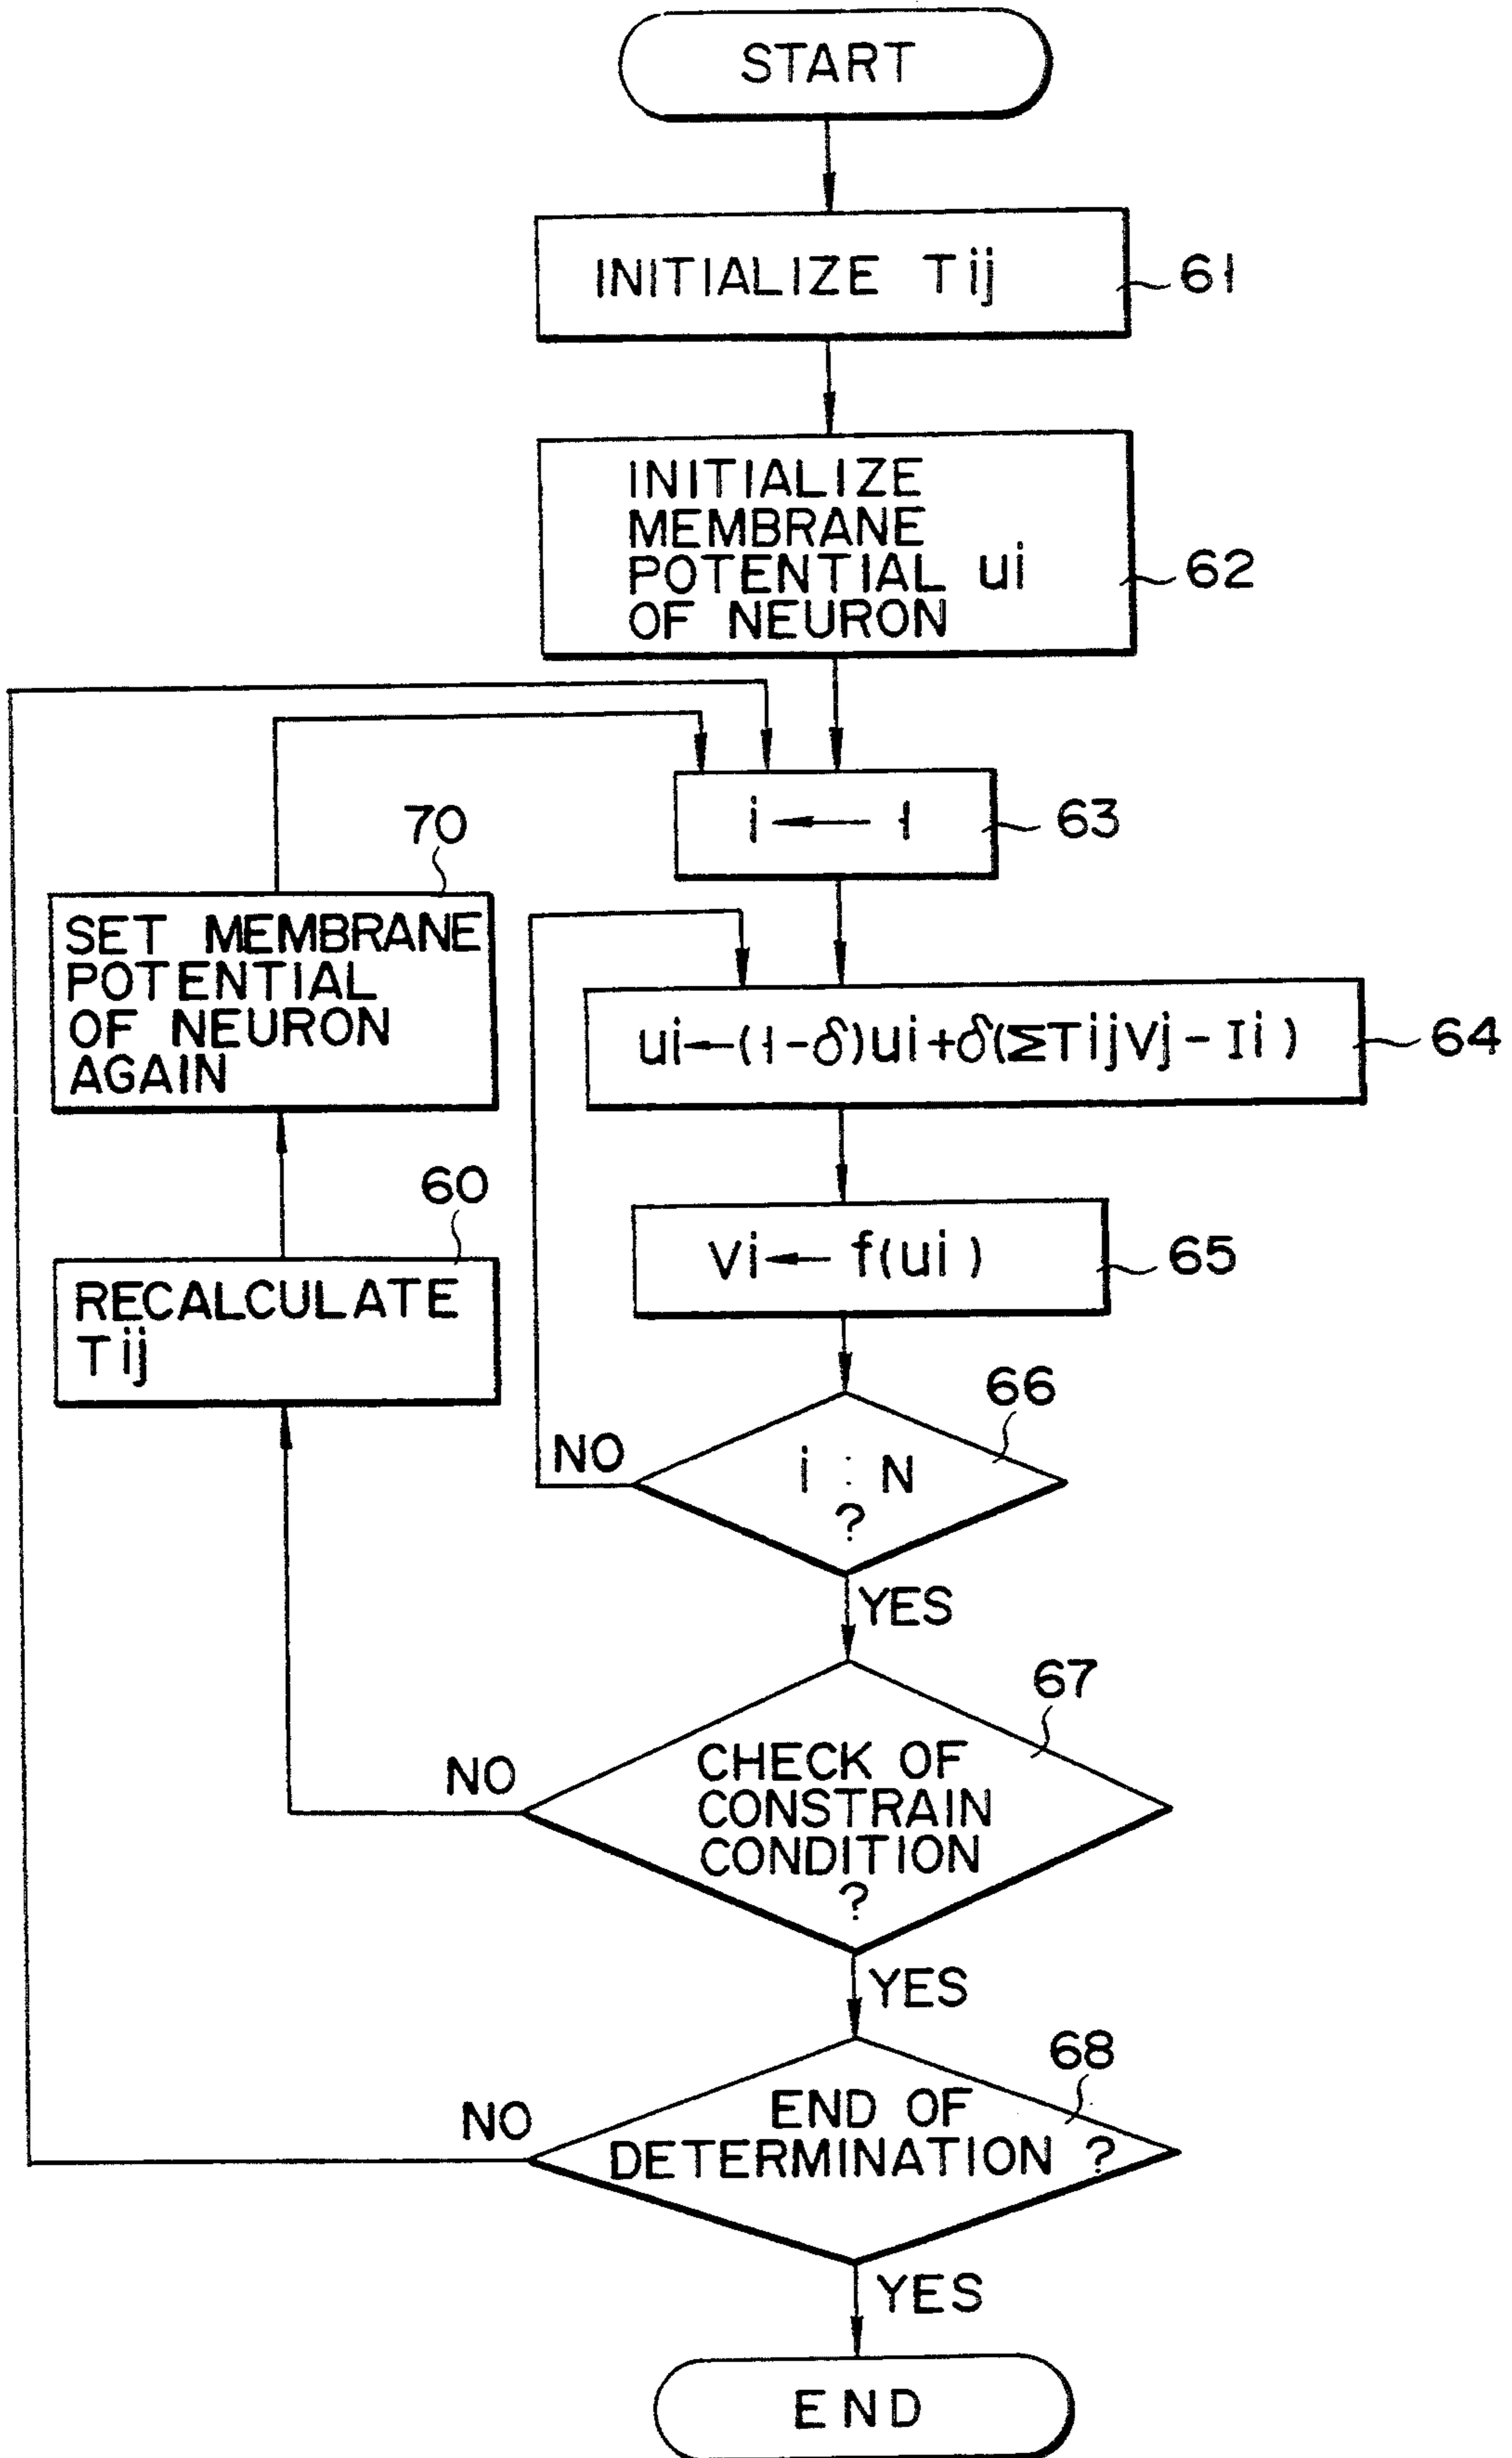 START
INITIALIZE Tij
61
INITIALIZE
MEMBRANE
POTENTIAL ui
OF NEURON
62
i ← 1
63
70
SET MEMBRANE
POTENTIAL
OF NEURON
AGAIN
ui←(1-δ)ui+δ(ΣTijVj-Ii)
64
60
RECALCULATE
Tij
Vi← f(ui)
65
66
NO
i : N
?
YES
67
NO
CHECK OF
CONSTRAIN
CONDITION
?
YES
68
NO
END OF
DETERMINATION ?
YES
END